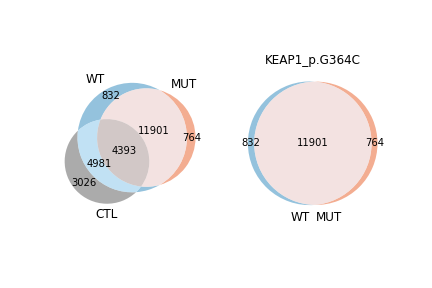 WT
MUT
832
11901
764
4393
4981
3026
CTL
KEAP1_p.G364C
832
11901
764
WT MUT